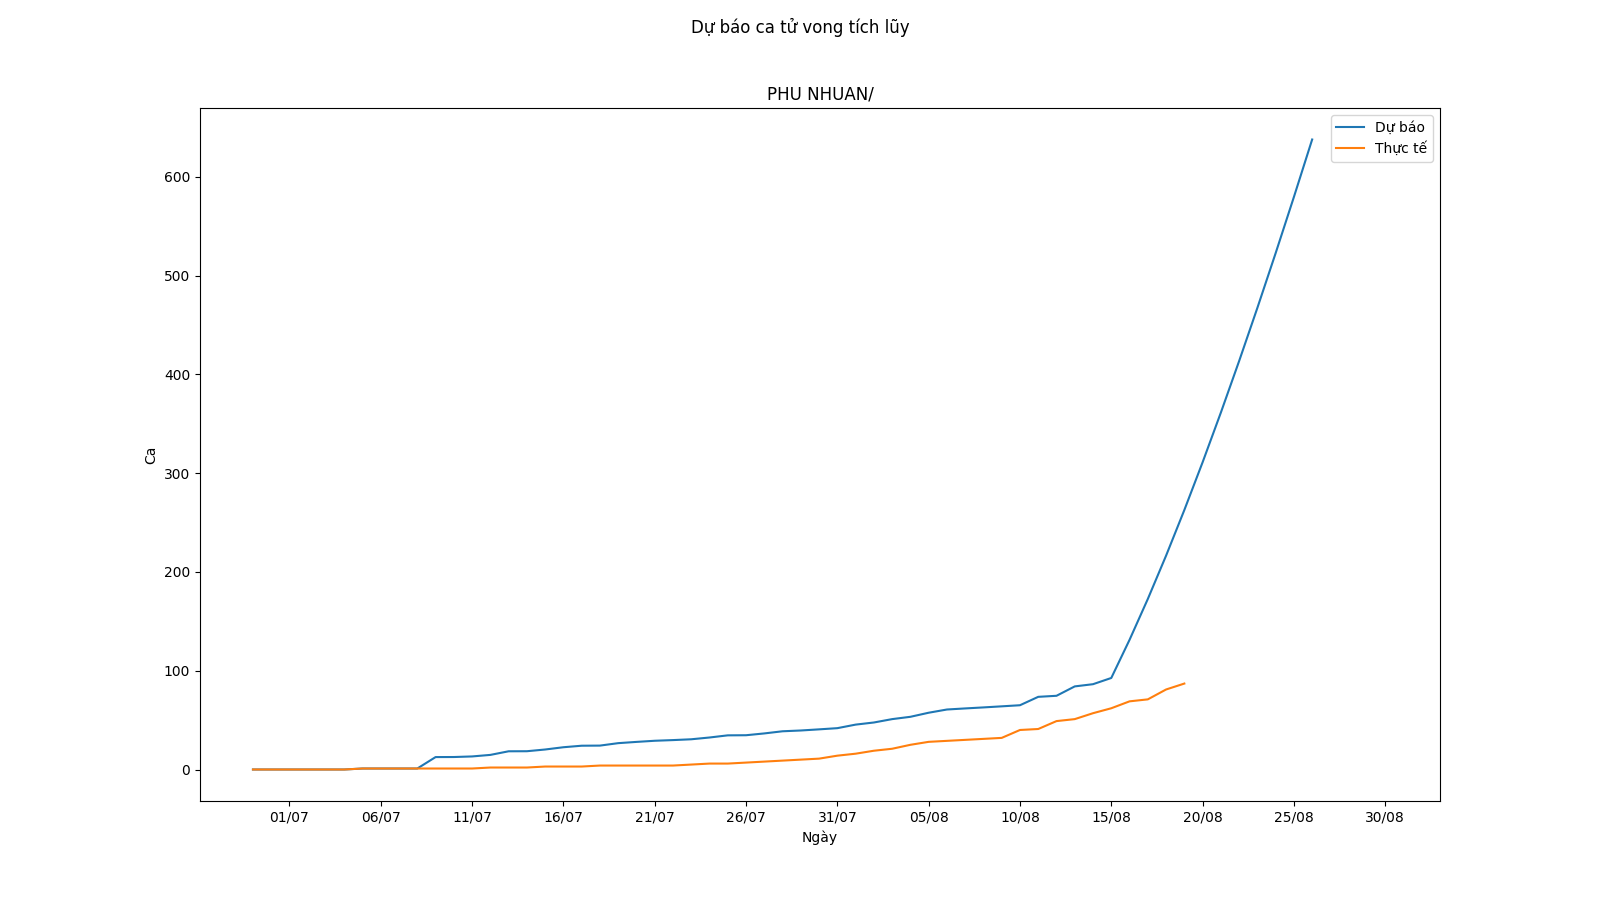 Dự báo ca tử vong tích lũy
PHU NHUAN/
Dự báo
Thực tế
600
500
400
300
200
100
0
Ca
01/07 06/07 11/07 16/07 21/07 26/07 31/07 05/08 10/08 15/08 20/08 25/08 30/08
Ngày